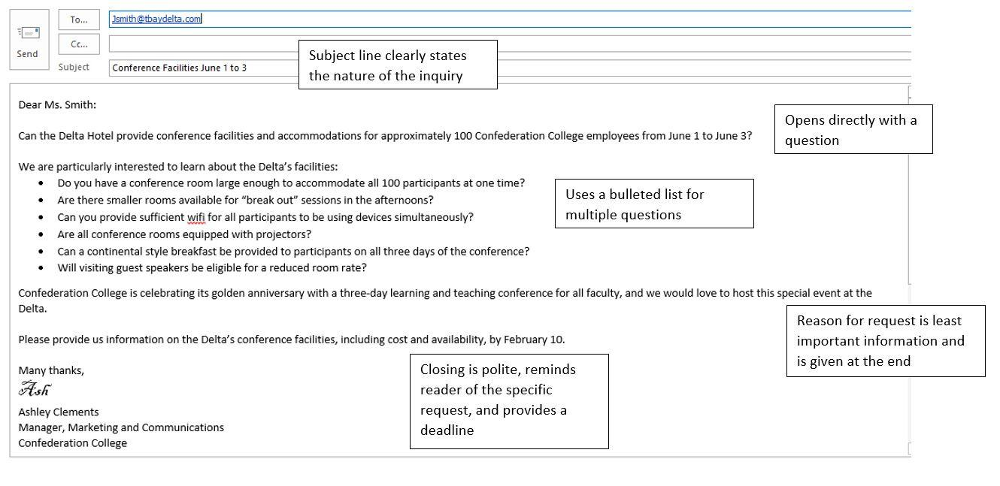 To...
Jsmith@tbaydelta.com
Cc...
Send
Subject
Conference Facilities June 1 to 3
Subject line clearly states
the nature of the inquiry
Dear Ms. Smith:
Opens directly with a
question
Can the Delta Hotel provide conference facilities and accommodations for approximately 100 Confederation College employees from June 1 to June 3?
We are particularly interested to learn about the Delta’s facilities:
• Do you have a conference room large enough to accommodate all 100 participants at one time?
• Are there smaller rooms available for “break out” sessions in the afternoons?
• Can you provide sufficient wifi for all participants to be using devices simultaneously?
• Are all conference rooms equipped with projectors?
• Can a continental style breakfast be provided to participants on all three days of the conference?
• Will visiting guest speakers be eligible for a reduced room rate?
Uses a bulleted list for
multiple questions
Confederation College is celebrating its golden anniversary with a three-day learning and teaching conference for all faculty, and we would love to host this special event at the
Delta.
Reason for request is least
important information and
is given at the end
Please provide us information on the Delta’s conference facilities, including cost and availability, by February 10.
Many thanks,
Ash
Ashley Clements
Manager, Marketing and Communications
Confederation College
Closing is polite, reminds
reader of the specific
request, and provides a
deadline